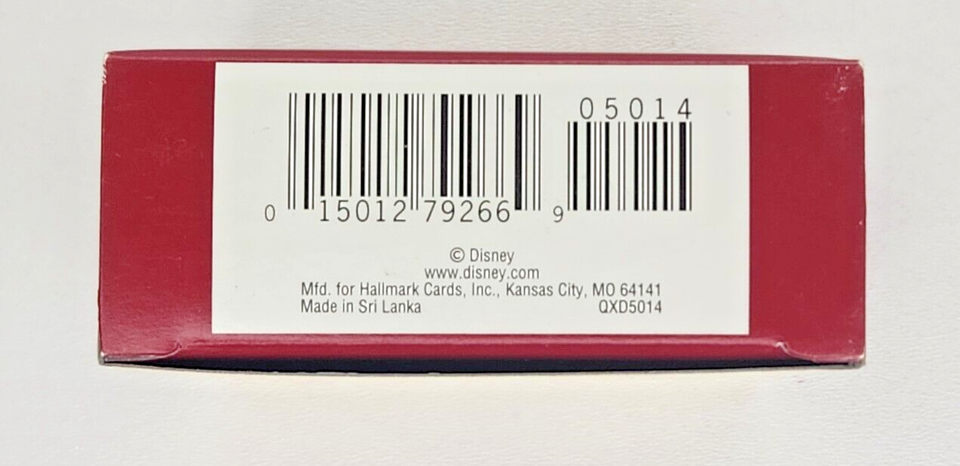 05014
0 15012 79266 9
© Disney
www.disney.com
Mfd. for Hallmark Cards, Inc., Kansas City, MO 64141
Made in Sri Lanka QXD5014